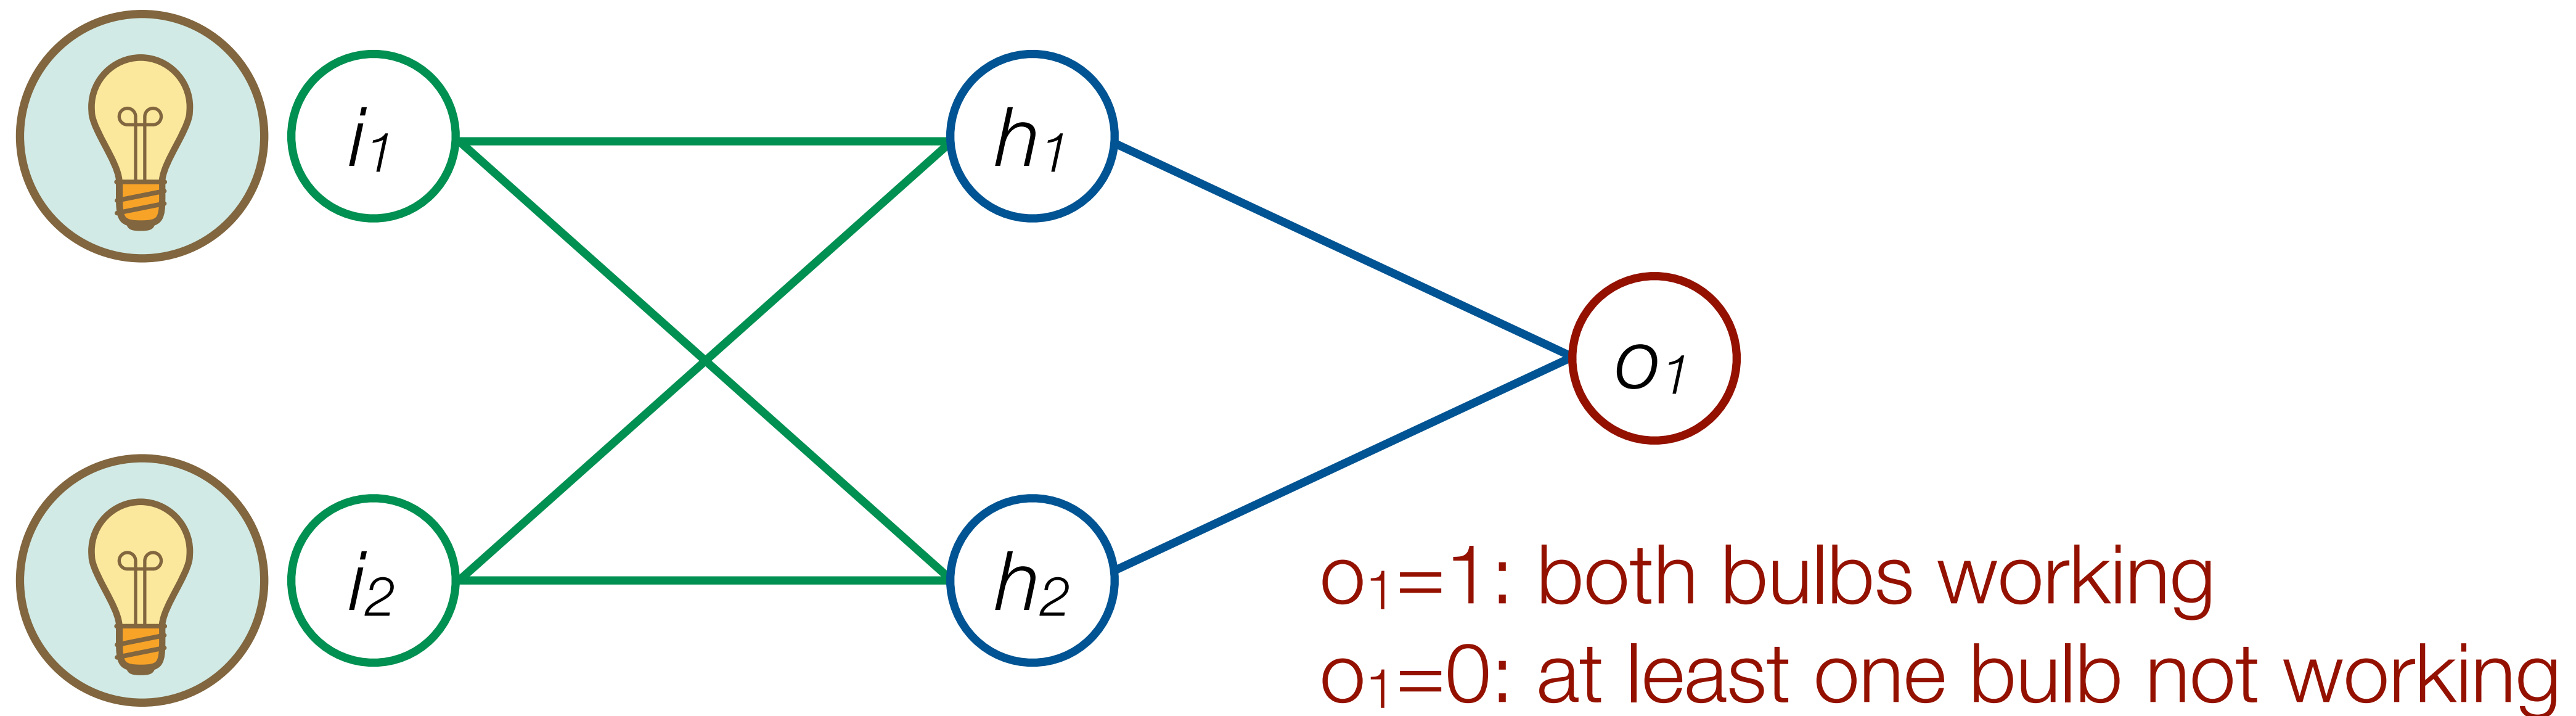 i₁
h₁
o₁
i₂
h₂
o₁=1: both bulbs working
o₁=0: at least one bulb not working